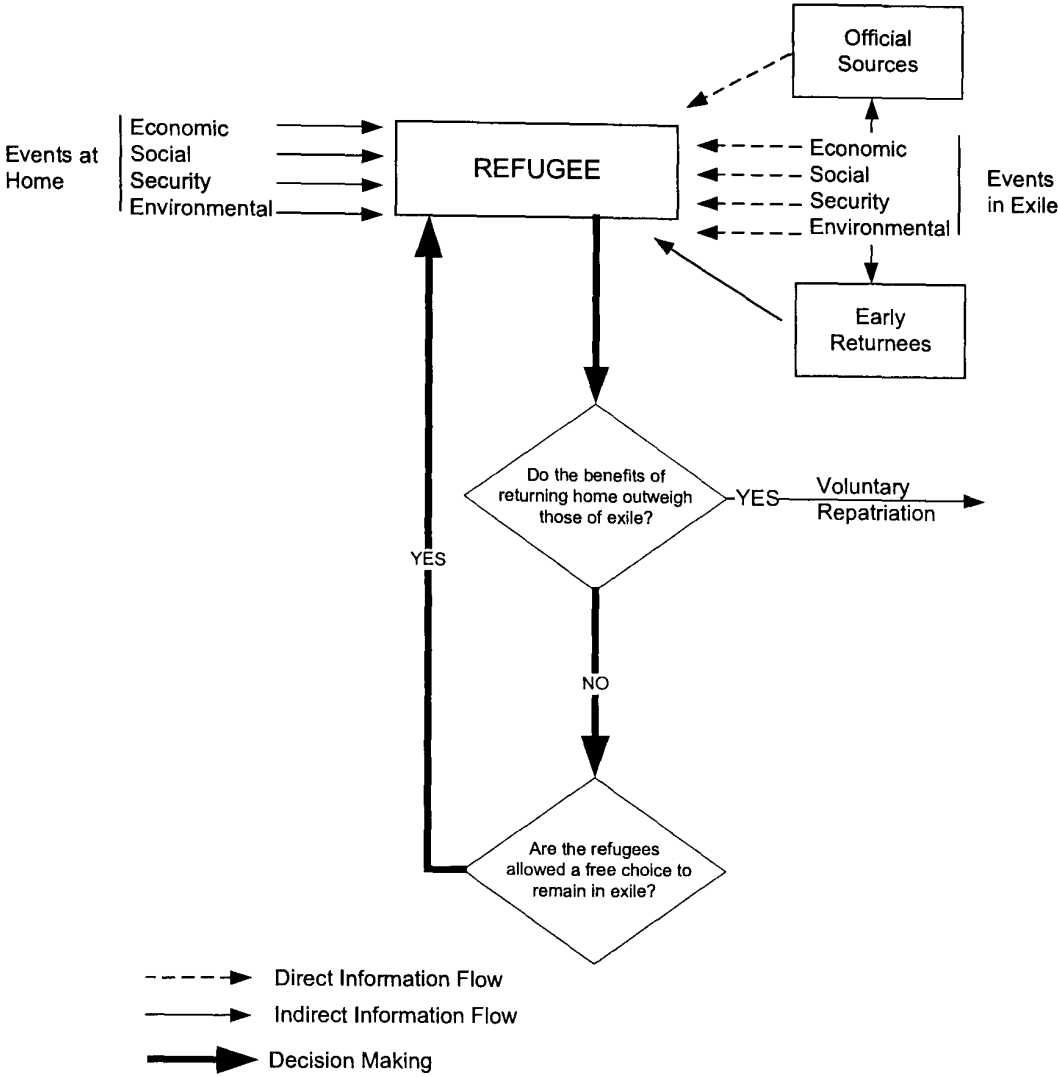 Official
Sources
Events at
Home
Economic
Social
Security
Environmental
REFUGEE
Economic
Social
Security
Environmental
Events
in Exile
Early
Returnees
Do the benefits of
returning home outweigh
those of exile?
YES
Voluntary
Repatriation
YES
NO
Are the refugees
allowed a free choice to
remain in exile?
Direct Information Flow
Indirect Information Flow
Decision Making